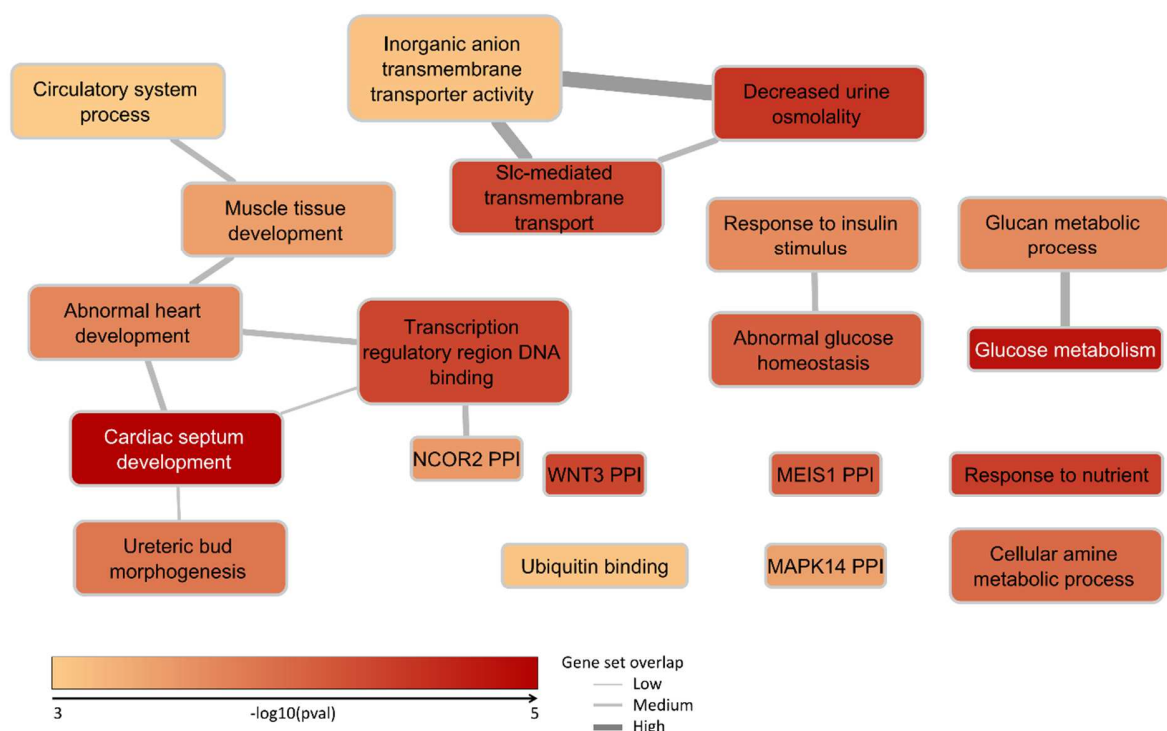 Inorganic anion
transmembrane
transporter activity
Circulatory system
process
Decreased urine
osmolality
Slc-mediated
transmembrane
transport
Muscle tissue
development
Response to insulin
stimulus
Glucan metabolic
process
Abnormal heart
development
Transcription
regulatory region DNA
binding
Abnormal glucose
homeostasis
Glucose metabolism
Cardiac septum
development
NCOR2 PPI
WNT3 PPI
MEIS1 PPI
Response to nutrient
Ureteric bud
morphogenesis
Ubiquitin binding
MAPK14 PPI
Cellular amine
metabolic process
3
-log10(pval)
5
Gene set overlap
Low
Medium
High